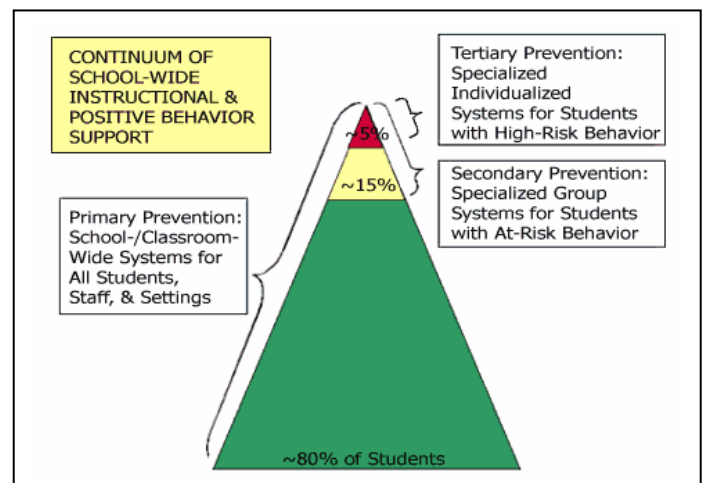 CONTINUUM OF
SCHOOL-WIDE
INSTRUCTIONAL &
POSITIVE BEHAVIOR
SUPPORT
Tertiary Prevention:
Specialized
Individualized
Systems for Students
with High-Risk Behavior
~5%
Secondary Prevention:
Specialized Group
Systems for Students
with At-Risk Behavior
~15%
Primary Prevention:
School-/Classroom-
Wide Systems for
All Students,
Staff, & Settings
~80% of Students